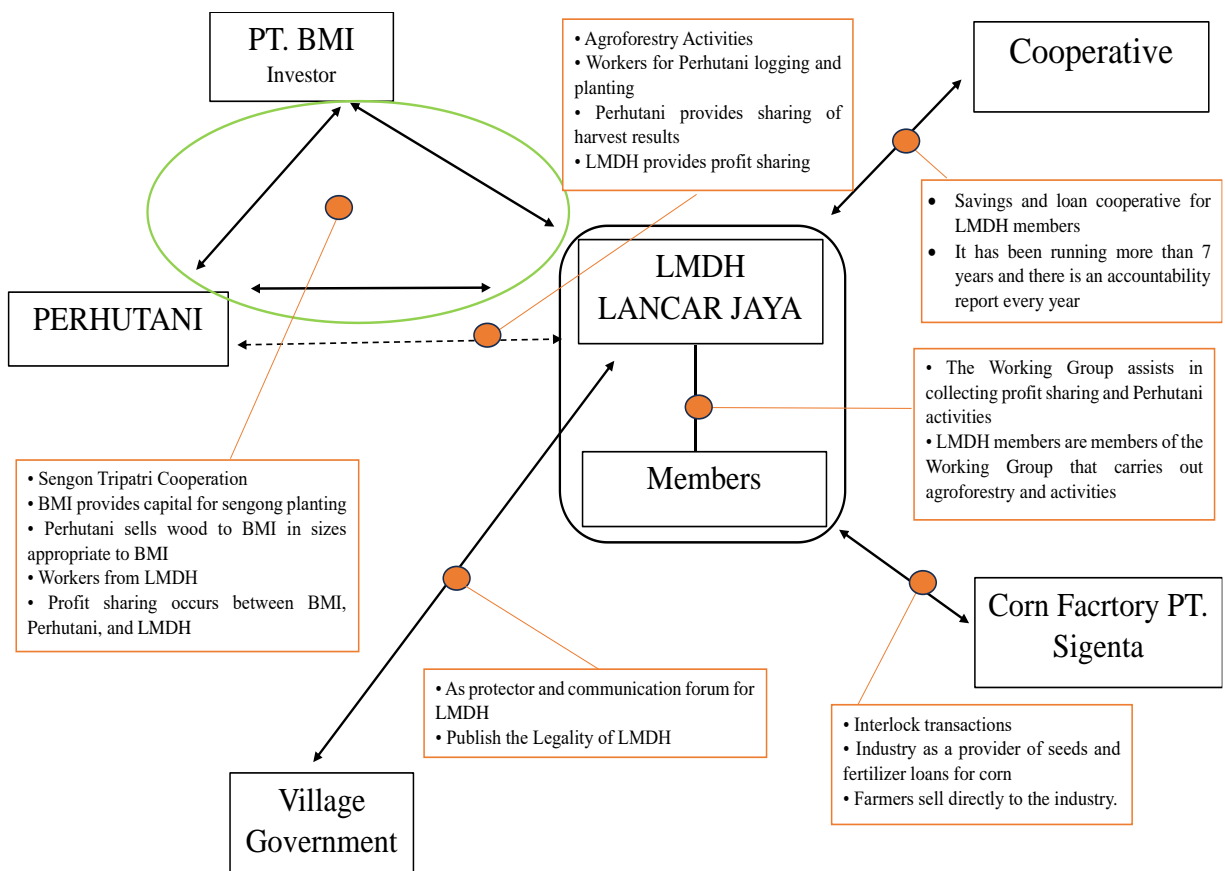 PT. BMI
Investor
• Agroforestry Activities
• Workers for Perhutani logging and
planting
• Perhutani provides sharing of
harvest results
• LMDH provides profit sharing
Cooperative
• Savings and loan cooperative for
LMDH members
• It has been running more than 7
years and there is an accountability
report every year
PERHUTANI
LMDH
LANCAR JAYA
• The Working Group assists in
collecting profit sharing and Perhutani
activities
• LMDH members are members of the
Working Group that carries out
agroforestry and activities
Members
• Sengon Tripatri Cooperation
• BMI provides capital for sengong planting
• Perhutani sells wood to BMI in sizes
appropriate to BMI
• Workers from LMDH
• Profit sharing occurs between BMI,
Perhutani, and LMDH
Corn Facrtory PT.
Sigenta
• As protector and communication forum for
LMDH
• Publish the Legality of LMDH
• Interlock transactions
• Industry as a provider of seeds and
fertilizer loans for corn
• Farmers sell directly to the industry.
Village
Government